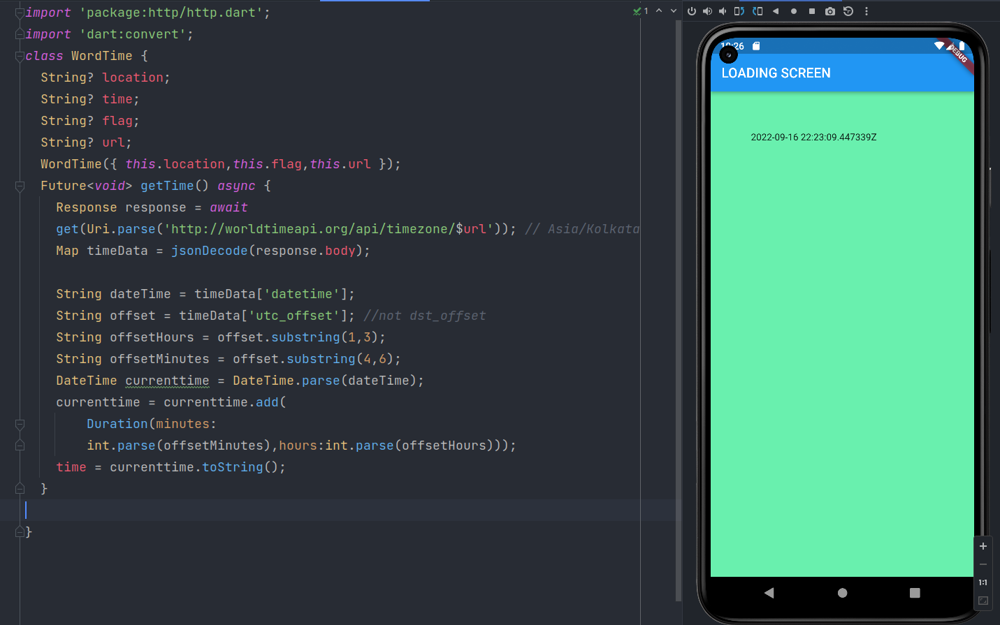 import 'package:http/http.dart';
import 'dart:convert';
class WordTime {
String? location;
String? time;
String? flag;
String? url;
WordTime({ this.location,this.flag,this.url });
Future<void> getTime() async {
Response response = await
get(Uri.parse('http://worldtimeapi.org/api/timezone/$url')); // Asia/Kolkata
Map timeData = jsonDecode(response.body);
String dateTime = timeData['datetime'];
String offset = timeData['utc_offset']; //not dst_offset
String offsetHours = offset.substring(1,3);
String offsetMinutes = offset.substring(4,6);
DateTime currenttime = DateTime.parse(dateTime);
currenttime = currenttime.add(
Duration(minutes:
int.parse(offsetMinutes),hours:int.parse(offsetHours)));
time = currenttime.toString();
}
}
1
DEBUG
LOADING SCREEN
2022-09-16 22:23:09.447339Z
1:1